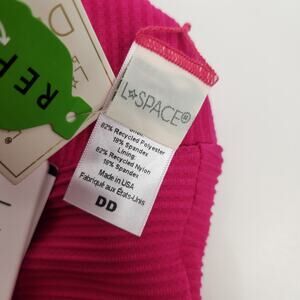 L★SPACE®
82% Recycled Polyester
18% Spandex
Lining:
82% Recycled Nylon
18% Spandex
Made in USA
Fabriqué aux États-Unis
DD